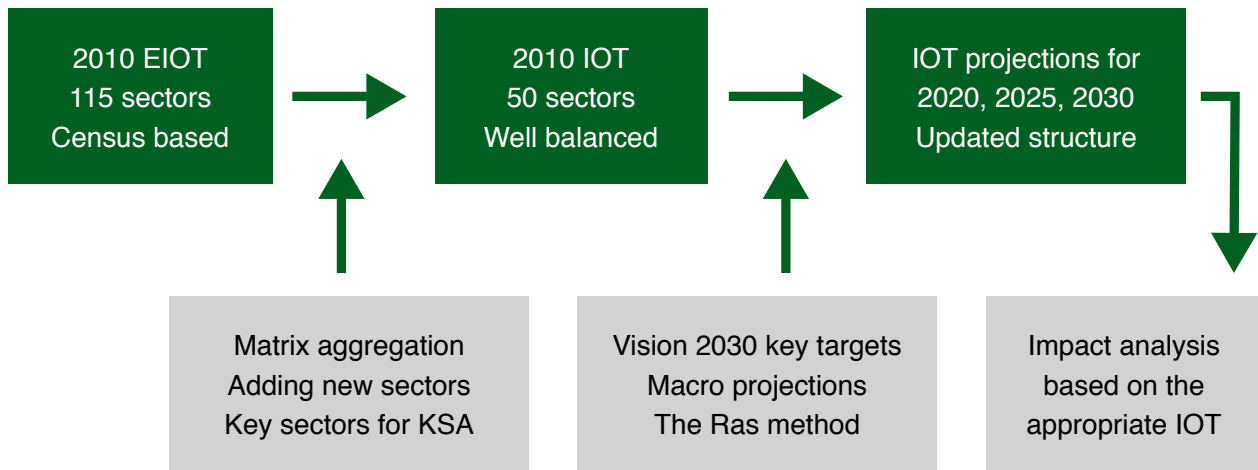 2010 EIOT
115 sectors
Census based
2010 IOT
50 sectors
Well balanced
IOT projections for
2020, 2025, 2030
Updated structure
Matrix aggregation
Adding new sectors
Key sectors for KSA
Vision 2030 key targets
Macro projections
The Ras method
Impact analysis
based on the
appropriate IOT